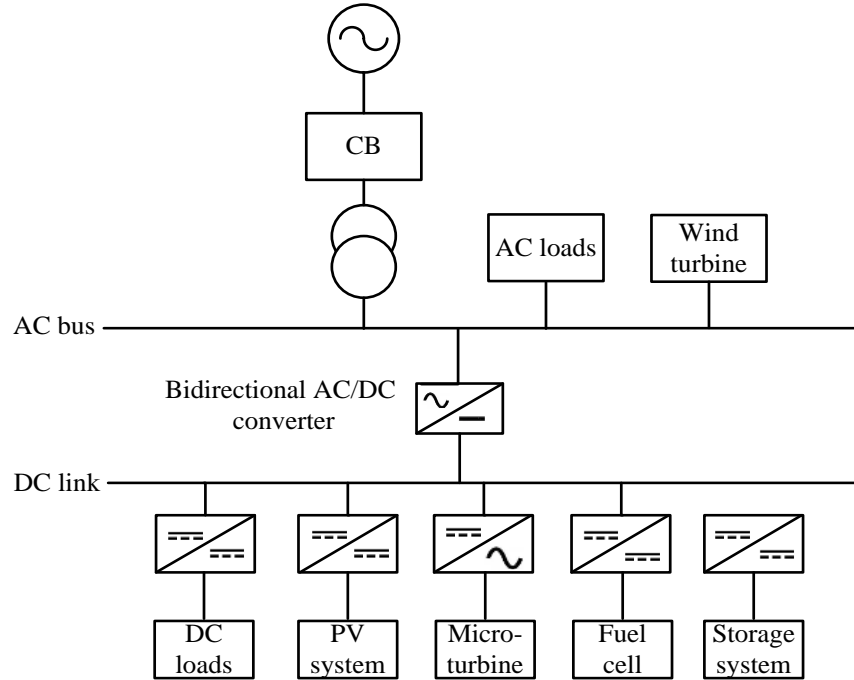 CB
AC loads
Wind
turbine
AC bus
Bidirectional AC/DC
converter
DC link
DC
loads
PV
system
Micro-
turbine
Fuel
cell
Storage
system